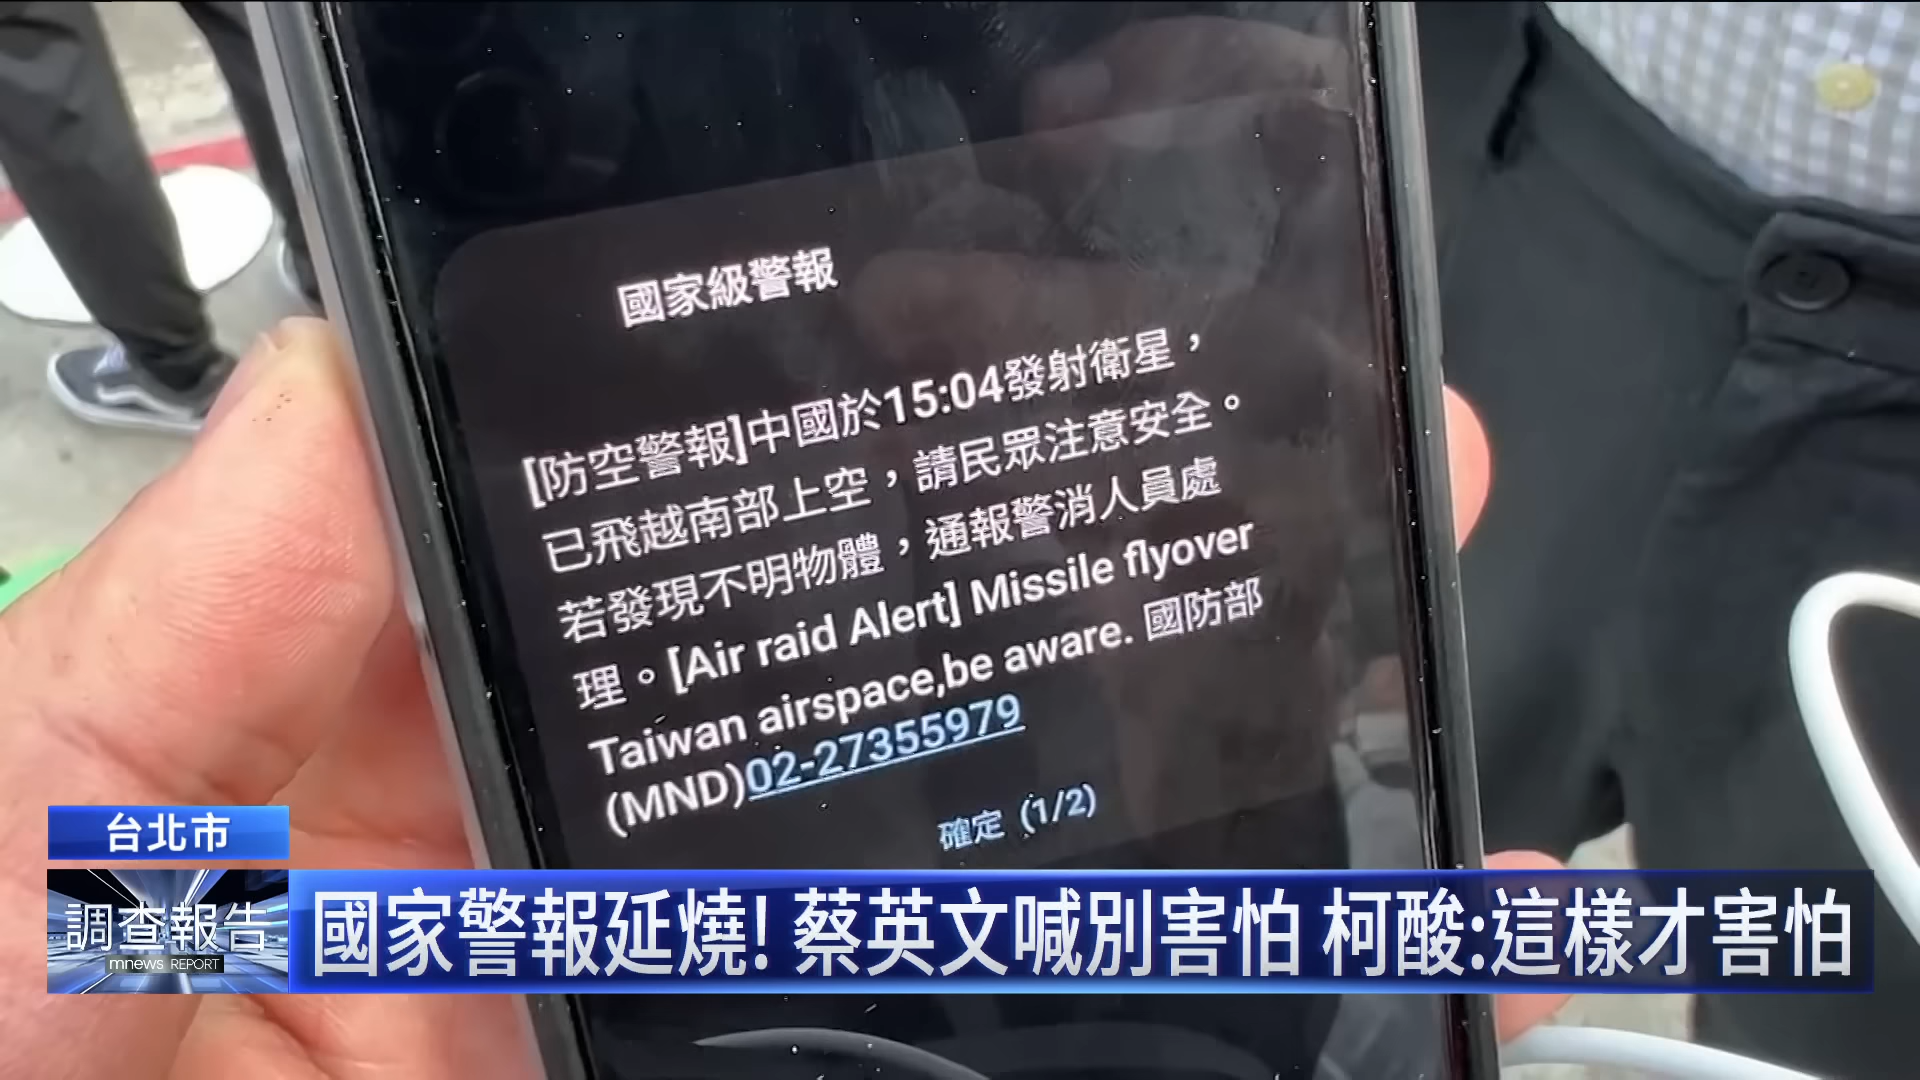 國家級警報
[防空警報]中國於15:04發射衛星，
已飛越南部上空，請民眾注意安全。
若發現不明物體，通報警消人員處
理。[Air raid Alert] Missile flyover
Taiwan airspace,be aware. 國防部
(MND)02-27355979
確定 (1/2)
台北市
調查報告
mnews REPORT
國家警報延燒! 蔡英文喊別害怕 柯酸:這樣才害怕